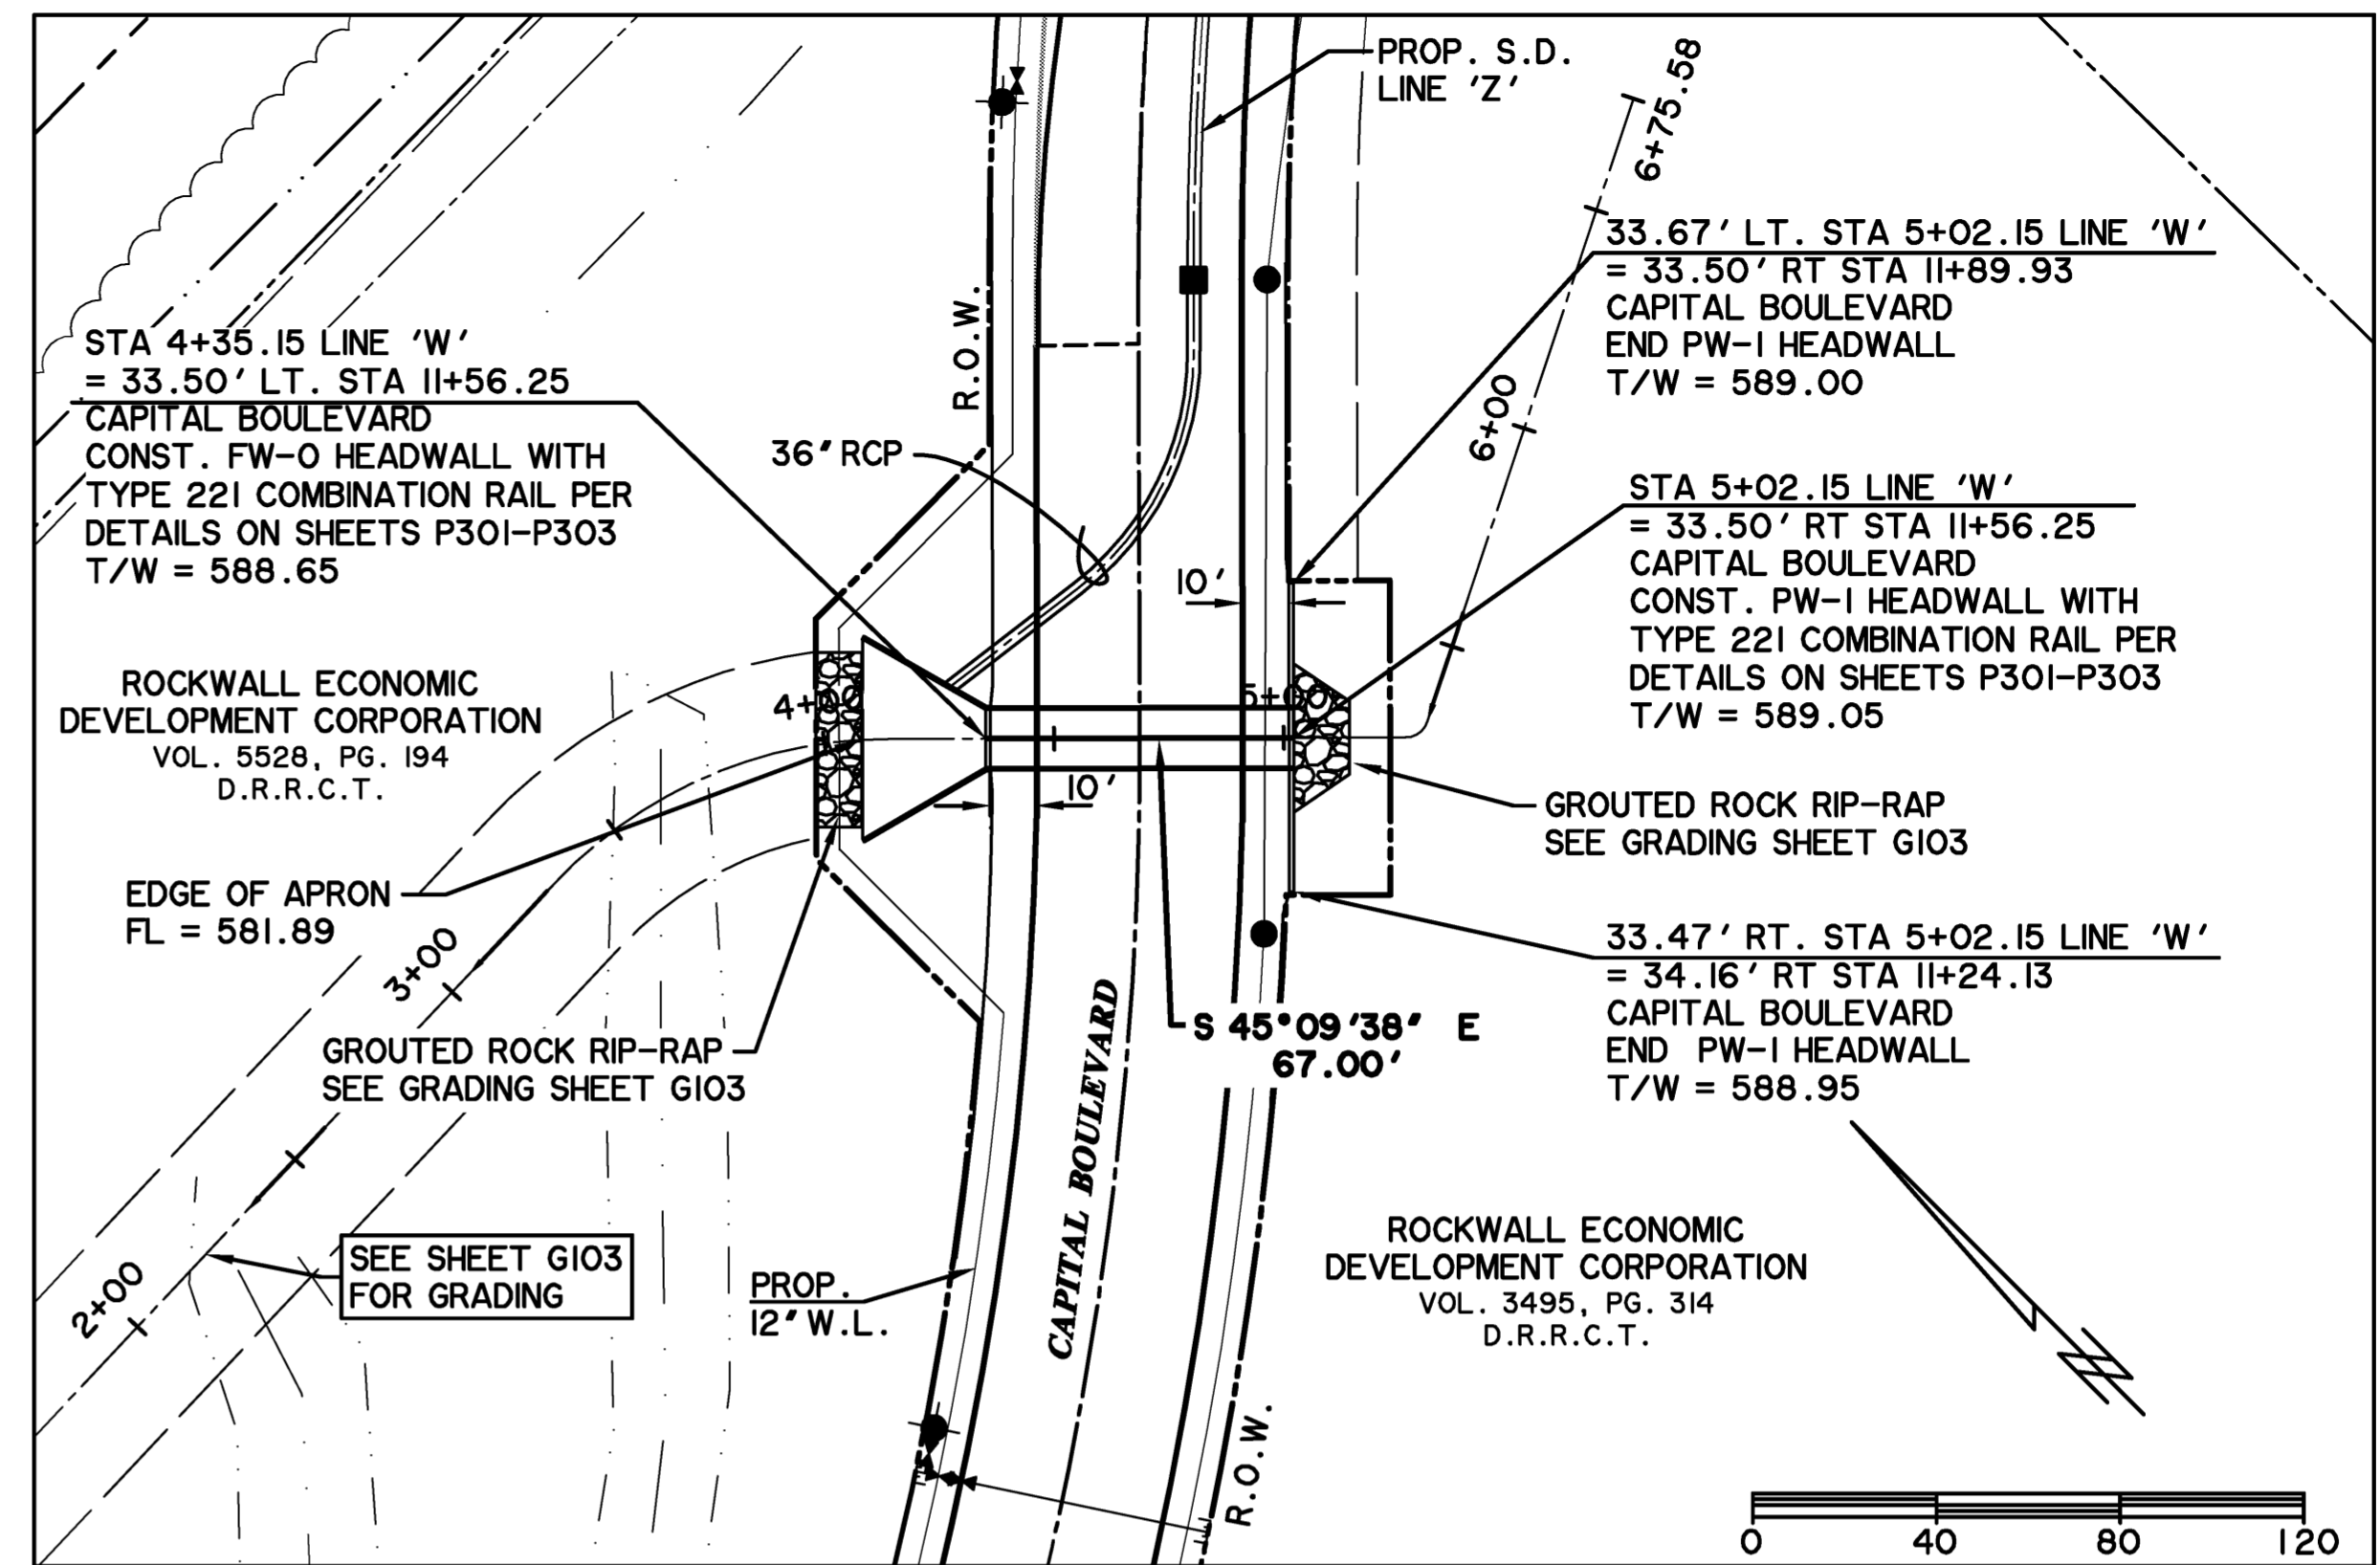 PROP. S.D.
LINE 'Z'
6+75.58
33.67' LT. STA 5+02.15 LINE 'W'
= 33.50' RT STA 11+89.93
CAPITAL BOULEVARD
END PW-1 HEADWALL
T/W = 589.00
R.O.W.
STA 4+35.15 LINE 'W'
= 33.50' LT. STA 11+56.25
CAPITAL BOULEVARD
CONST. FW-0 HEADWALL WITH
TYPE 221 COMBINATION RAIL PER
DETAILS ON SHEETS P301-P303
T/W = 588.65
36" RCP
6+00
STA 5+02.15 LINE 'W'
= 33.50' RT STA 11+56.25
CAPITAL BOULEVARD
CONST. PW-1 HEADWALL WITH
TYPE 221 COMBINATION RAIL PER
DETAILS ON SHEETS P301-P303
T/W = 589.05
10'
ROCKWALL ECONOMIC
DEVELOPMENT CORPORATION
VOL. 5528, PG. 194
D.R.R.C.T.
4+00
5+00
10'
GROUTED ROCK RIP-RAP
SEE GRADING SHEET G103
EDGE OF APRON
FL = 581.89
3+00
33.47' RT. STA 5+02.15 LINE 'W'
= 34.16' RT STA 11+24.13
CAPITAL BOULEVARD
END PW-1 HEADWALL
T/W = 588.95
S 45°09'38" E
67.00'
GROUTED ROCK RIP-RAP
SEE GRADING SHEET G103
CAPITAL BOULEVARD
SEE SHEET G103
FOR GRADING
2+00
PROP.
12" W.L.
ROCKWALL ECONOMIC
DEVELOPMENT CORPORATION
VOL. 3495, PG. 314
D.R.R.C.T.
R.O.W.
0 40 80 120